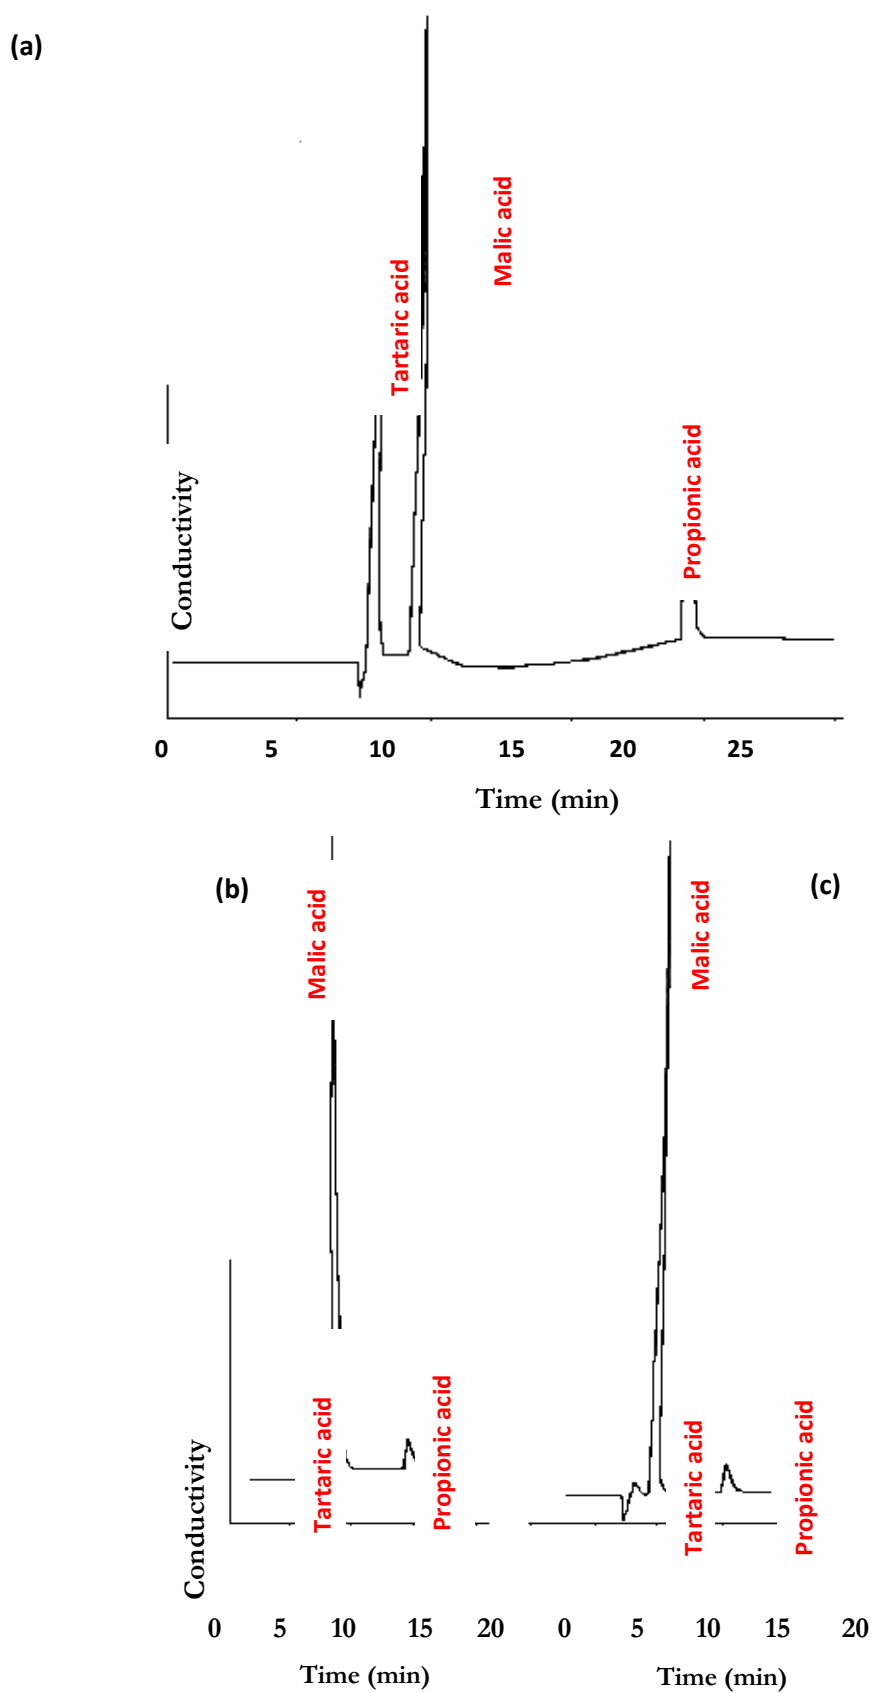 (a)
Malic acid
Tartaric acid
Propionic acid
Conductivity
0 5 10 15 20 25
Time (min)
(b)
(c)
Malic acid
Malic acid
Tartaric acid
Propionic acid
Tartaric acid
Propionic acid
Conductivity
0 5 10 15 20 0 5 10 15 20
Time (min)
Time (min)